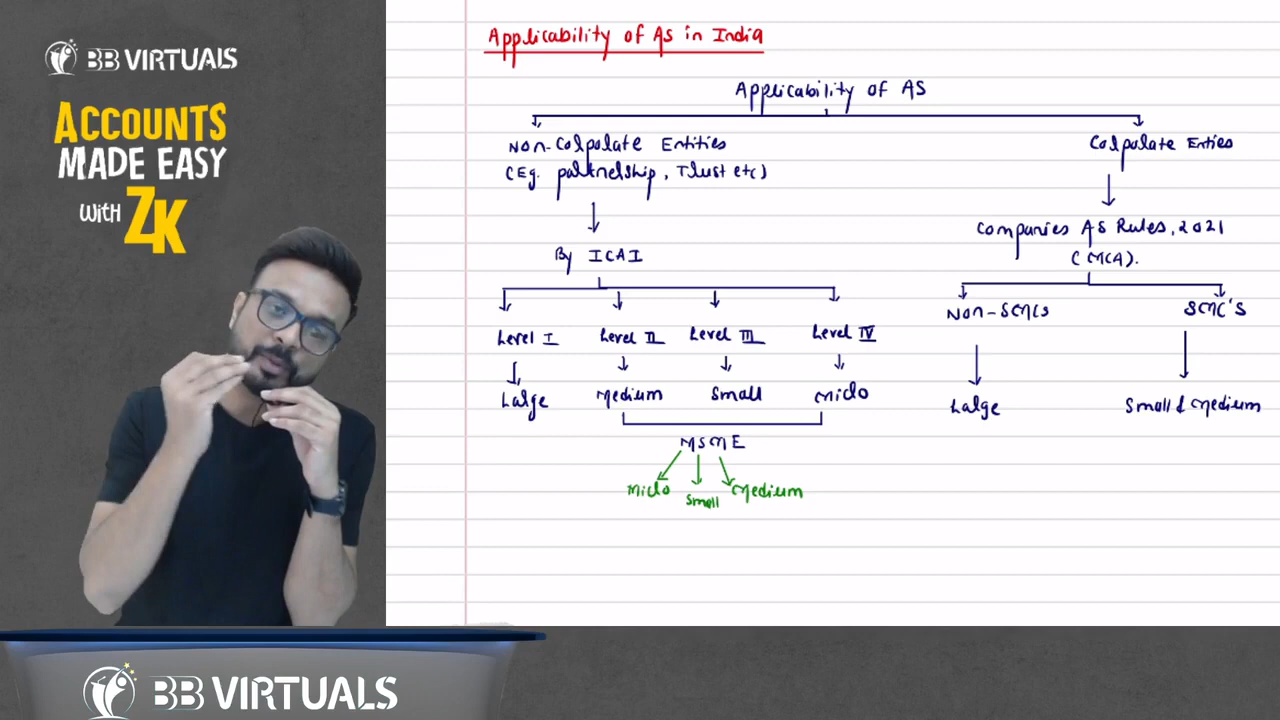 BB VIRTUALS
ACCOUNTS
MADE EASY
WITH ZK
Applicability of AS in India
Applicability of AS
Non-Corporate Entities
(Eg. partnership, Trust etc)
Corporate Enties
By ICAI
Companies AS Rules, 2021
(MCA).
Level I
Level II
Level III
Level IV
Non-SMCs
SMC'S
Large
Medium
Small
Micro
Large
Small & Medium
MSME
Micro
Small
Medium
BB VIRTUALS